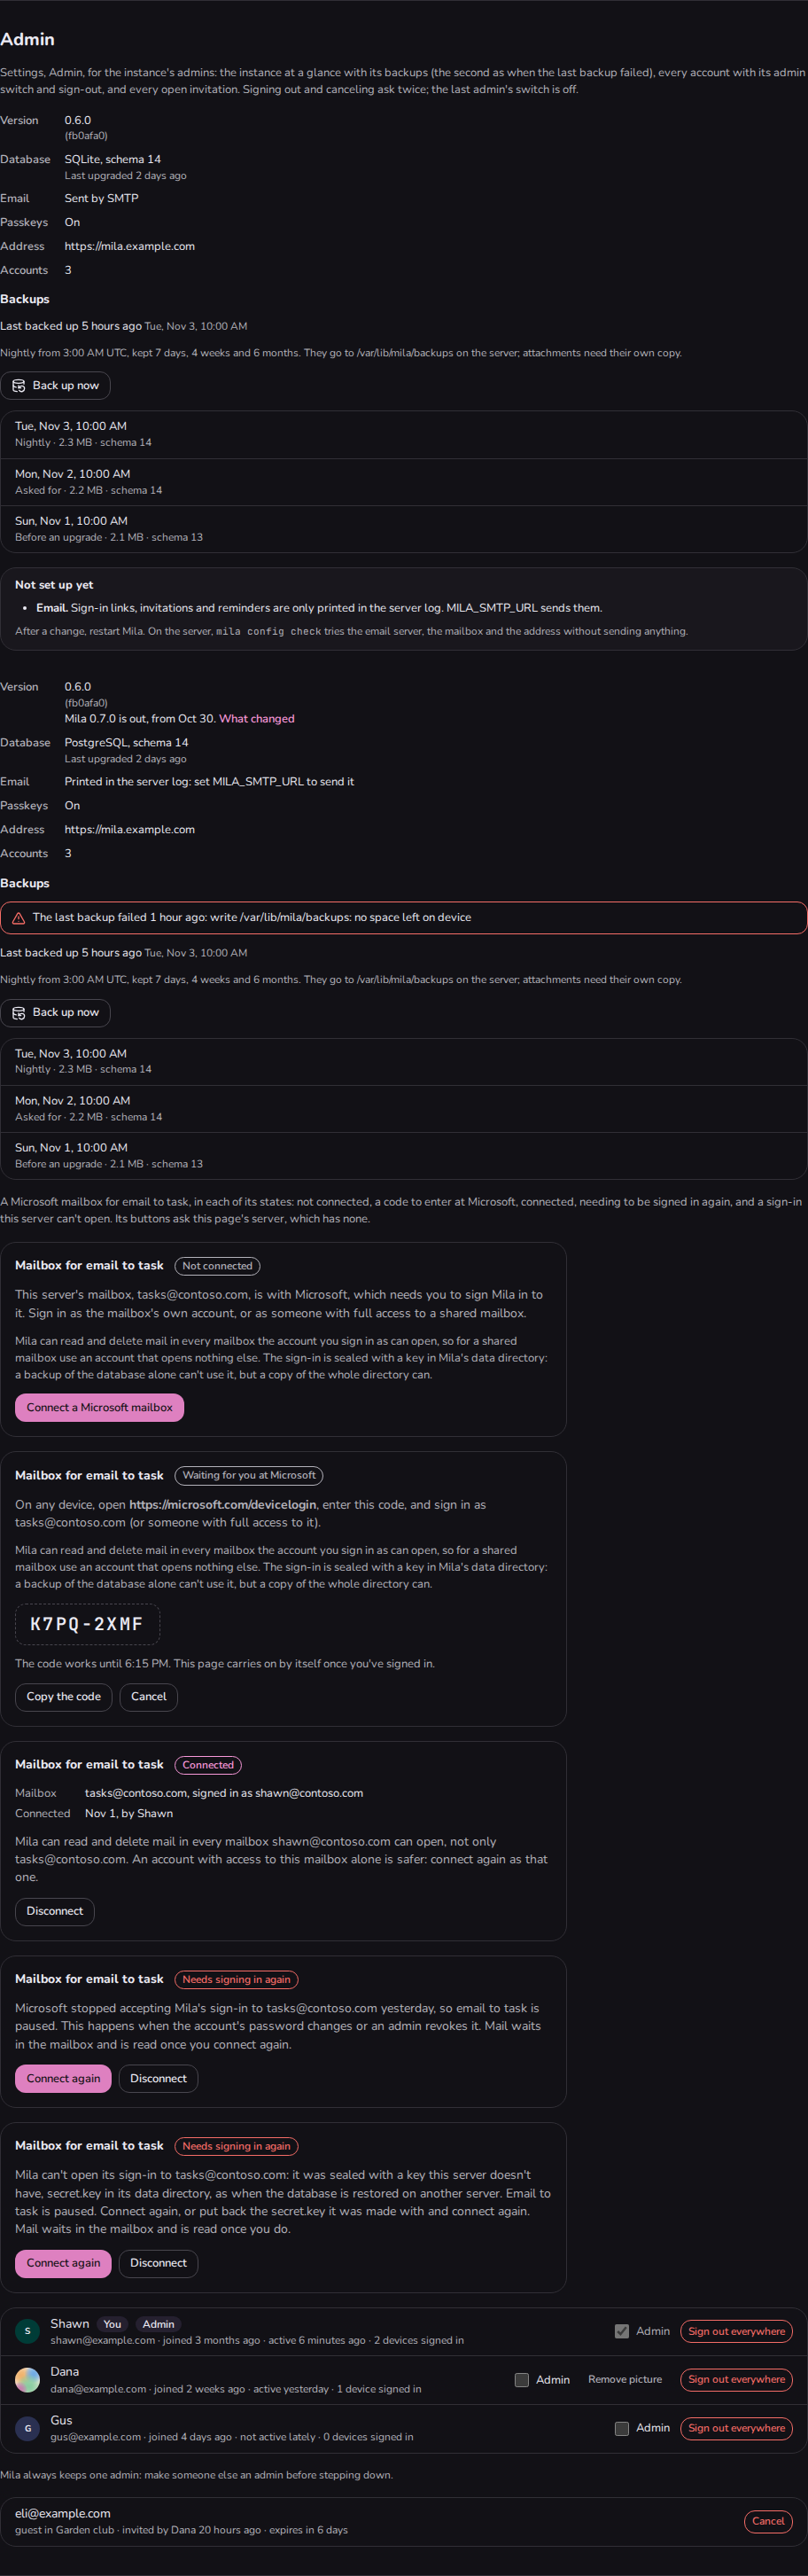 Admin
Settings, Admin, for the instance's admins: the instance at a glance with its backups (the second as when the last backup failed), every account with its admin
switch and sign-out, and every open invitation. Signing out and canceling ask twice; the last admin's switch is off.
Version 0.6.0
(fb0afa0)
Database SQLite, schema 14
Last upgraded 2 days ago
Email Sent by SMTP
Passkeys On
Address https://mila.example.com
Accounts 3
Backups
Last backed up 5 hours ago Tue, Nov 3, 10:00 AM
Nightly from 3:00 AM UTC, kept 7 days, 4 weeks and 6 months. They go to /var/lib/mila/backups on the server; attachments need their own copy.
Back up now
Tue, Nov 3, 10:00 AM
Nightly · 2.3 MB · schema 14
Mon, Nov 2, 10:00 AM
Asked for · 2.2 MB · schema 14
Sun, Nov 1, 10:00 AM
Before an upgrade · 2.1 MB · schema 13
Not set up yet
• Email. Sign-in links, invitations and reminders are only printed in the server log. MILA_SMTP_URL sends them.
After a change, restart Mila. On the server, mila config check tries the email server, the mailbox and the address without sending anything.
Version 0.6.0
(fb0afa0)
Mila 0.7.0 is out, from Oct 30. What changed
Database PostgreSQL, schema 14
Last upgraded 2 days ago
Email Printed in the server log: set MILA_SMTP_URL to send it
Passkeys On
Address https://mila.example.com
Accounts 3
Backups
The last backup failed 1 hour ago: write /var/lib/mila/backups: no space left on device
Last backed up 5 hours ago Tue, Nov 3, 10:00 AM
Nightly from 3:00 AM UTC, kept 7 days, 4 weeks and 6 months. They go to /var/lib/mila/backups on the server; attachments need their own copy.
Back up now
Tue, Nov 3, 10:00 AM
Nightly · 2.3 MB · schema 14
Mon, Nov 2, 10:00 AM
Asked for · 2.2 MB · schema 14
Sun, Nov 1, 10:00 AM
Before an upgrade · 2.1 MB · schema 13
A Microsoft mailbox for email to task, in each of its states: not connected, a code to enter at Microsoft, connected, needing to be signed in again, and a sign-in
this server can't open. Its buttons ask this page's server, which has none.
Mailbox for email to task Not connected
This server's mailbox, tasks@contoso.com, is with Microsoft, which needs you to sign Mila in to
it. Sign in as the mailbox's own account, or as someone with full access to a shared mailbox.
Mila can read and delete mail in every mailbox the account you sign in as can open, so for a shared
mailbox use an account that opens nothing else. The sign-in is sealed with a key in Mila's data directory:
a backup of the database alone can't use it, but a copy of the whole directory can.
Connect a Microsoft mailbox
Mailbox for email to task Waiting for you at Microsoft
On any device, open https://microsoft.com/devicelogin, enter this code, and sign in as
tasks@contoso.com (or someone with full access to it).
Mila can read and delete mail in every mailbox the account you sign in as can open, so for a shared
mailbox use an account that opens nothing else. The sign-in is sealed with a key in Mila's data directory:
a backup of the database alone can't use it, but a copy of the whole directory can.
K7PQ-2XMF
The code works until 6:15 PM. This page carries on by itself once you've signed in.
Copy the code Cancel
Mailbox for email to task Connected
Mailbox tasks@contoso.com, signed in as shawn@contoso.com
Connected Nov 1, by Shawn
Mila can read and delete mail in every mailbox shawn@contoso.com can open, not only
tasks@contoso.com. An account with access to this mailbox alone is safer: connect again as that
one.
Disconnect
Mailbox for email to task Needs signing in again
Microsoft stopped accepting Mila's sign-in to tasks@contoso.com yesterday, so email to task is
paused. This happens when the account's password changes or an admin revokes it. Mail waits
in the mailbox and is read once you connect again.
Connect again Disconnect
Mailbox for email to task Needs signing in again
Mila can't open its sign-in to tasks@contoso.com: it was sealed with a key this server doesn't
have, secret.key in its data directory, as when the database is restored on another server. Email to
task is paused. Connect again, or put back the secret.key it was made with and connect again.
Mail waits in the mailbox and is read once you do.
Connect again Disconnect
S Shawn You Admin
shawn@example.com · joined 3 months ago · active 6 minutes ago · 2 devices signed in
Admin Sign out everywhere
Dana
dana@example.com · joined 2 weeks ago · active yesterday · 1 device signed in
Admin Remove picture Sign out everywhere
G Gus
gus@example.com · joined 4 days ago · not active lately · 0 devices signed in
Admin Sign out everywhere
Mila always keeps one admin: make someone else an admin before stepping down.
eli@example.com
guest in Garden club · invited by Dana 20 hours ago · expires in 6 days
Cancel